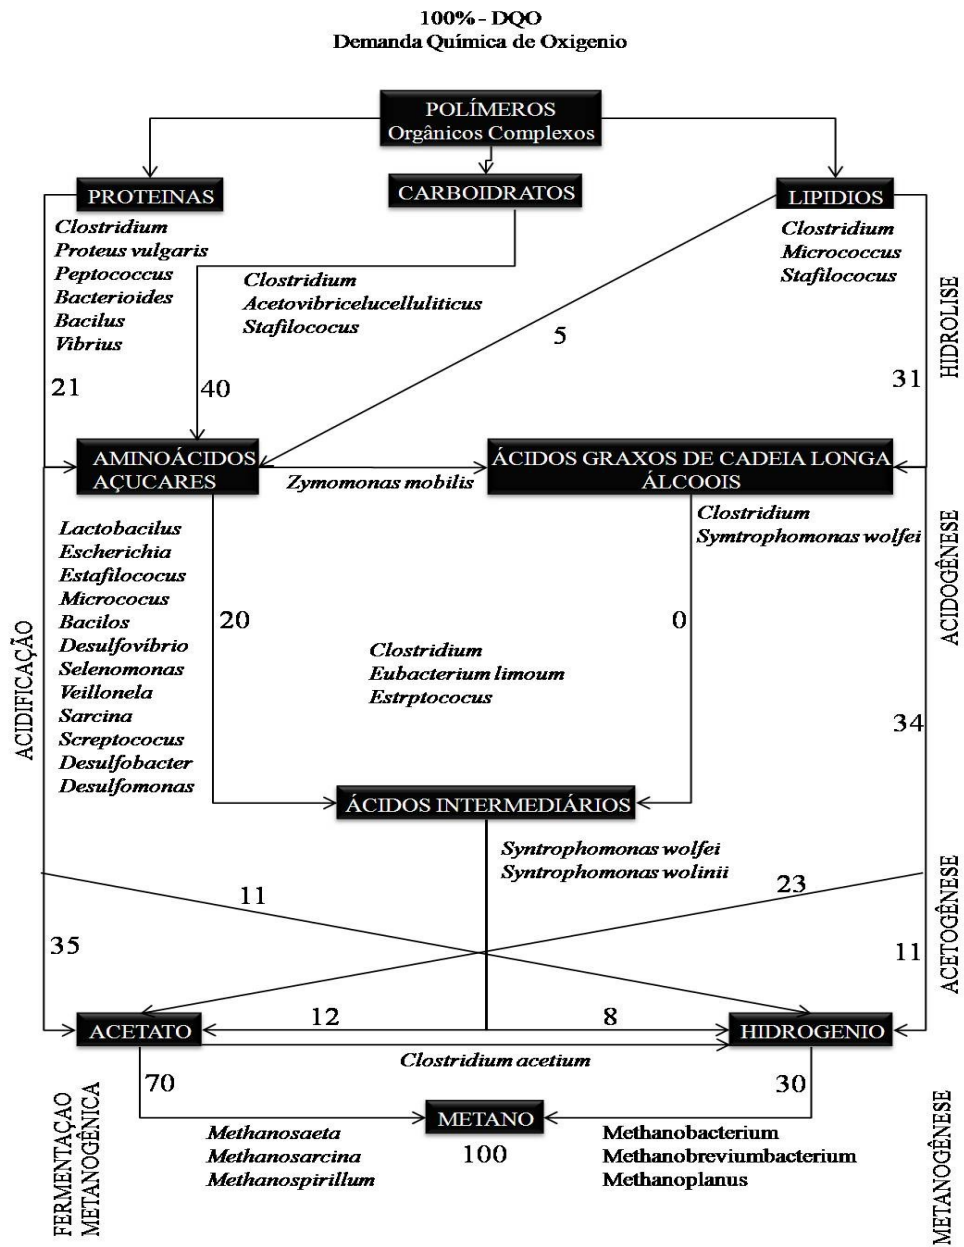 100% - DQO
Demanda Química de Oxigenio
POLÍMEROS
Orgânicos Complexos
PROTEINAS
CARBOIDRATOS
LIPIDIOS
Clostridium
Proteus vulgaris
Peptococcus
Bacterioides
Bacilus
Vibrius
Clostridium
Acetovibricelucelluliticus
Stafilococus
Clostridium
Micrococcus
Stafilococus
HIDROLISE
21
40
5
31
AMINOÁCIDOS
AÇUCARES
Zymomonas mobilis
ÁCIDOS GRAXOS DE CADEIA LONGA
ÁLCOOIS
Lactobacilus
Escherichia
Estafilococus
Micrococus
Bacilos
Desulfovíbrio
Selenomonas
Veillonela
Sarcina
Screptococus
Desulfobacter
Desulfomonas
Clostridium
Symtrophomonas wolfei
ACIDOGÊNESE
ACIDIFICAÇÃO
20
0
34
Clostridium
Eubacterium limoum
Estrptococus
ÁCIDOS INTERMEDIÁRIOS
Syntrophomonas wolfei
Syntrophomonas wolinii
11
23
35
11
ACETOGÊNESE
ACETATO
12
8
HIDROGENIO
Clostridium acetium
70
30
METANO
100
Methanosaeta
Methanosarcina
Methanospirillum
Methanobacterium
Methanobreviumbacterium
Methanoplanus
FERMENTAÇAO
METANOGÊNICA
METANOGÊNESE